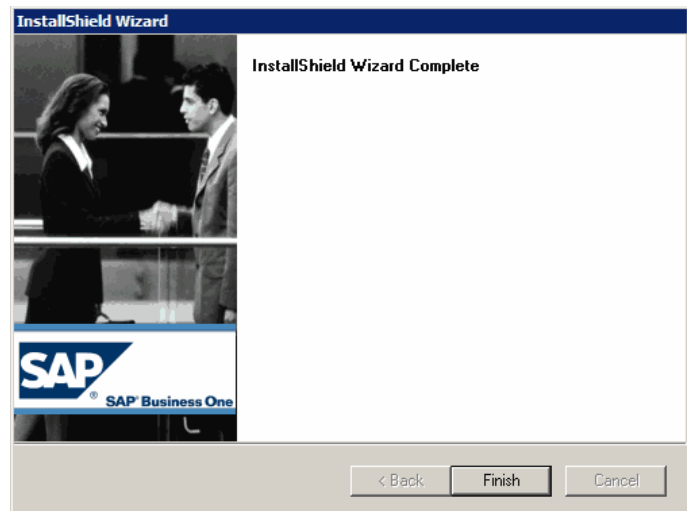 InstallShield Wizard
InstallShield Wizard Complete
SAP®
SAP® Business One
< Back
Finish
Cancel